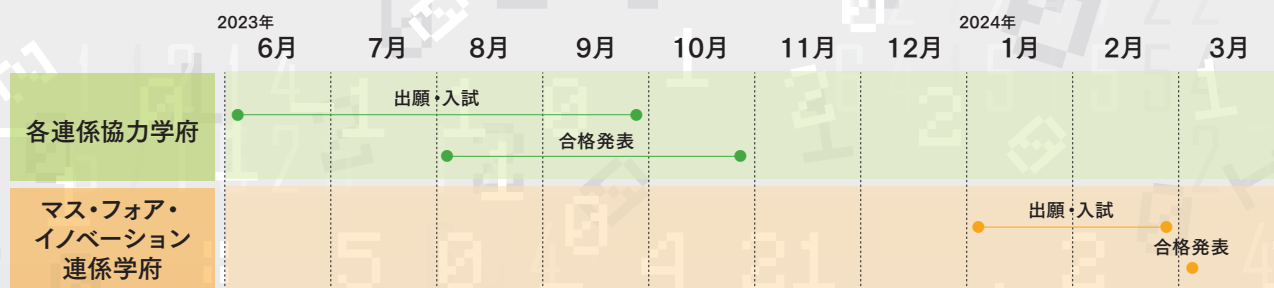 2023年
6月
7月
8月
9月
10月
11月
12月
2024年
1月
2月
3月
各連係協力学府
出願・入試
合格発表
マス・フォア・
イノベーション
連係学府
出願・入試
合格発表